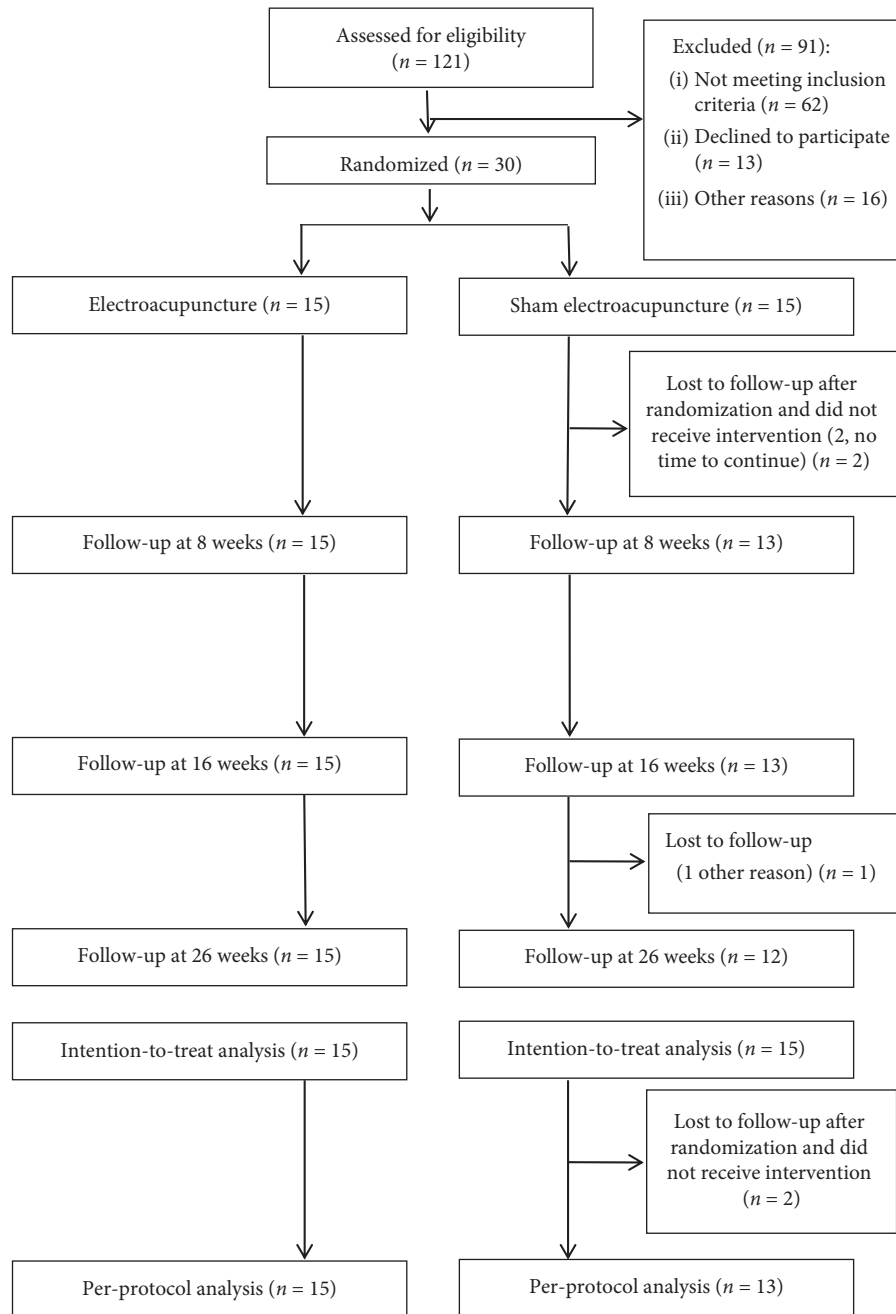 Assessed for eligibility
(n = 121)
Excluded (n = 91):
(i) Not meeting inclusion
criteria (n = 62)
(ii) Declined to participate
(n = 13)
(iii) Other reasons (n = 16)
Randomized (n = 30)
Electroacupuncture (n = 15)
Sham electroacupuncture (n = 15)
Lost to follow-up after
randomization and did not
receive intervention (2, no
time to continue) (n = 2)
Follow-up at 8 weeks (n = 15)
Follow-up at 8 weeks (n = 13)
Follow-up at 16 weeks (n = 15)
Follow-up at 16 weeks (n = 13)
Lost to follow-up
(1 other reason) (n = 1)
Follow-up at 26 weeks (n = 15)
Follow-up at 26 weeks (n = 12)
Intention-to-treat analysis (n = 15)
Intention-to-treat analysis (n = 15)
Lost to follow-up after
randomization and did
not receive intervention
(n = 2)
Per-protocol analysis (n = 15)
Per-protocol analysis (n = 13)